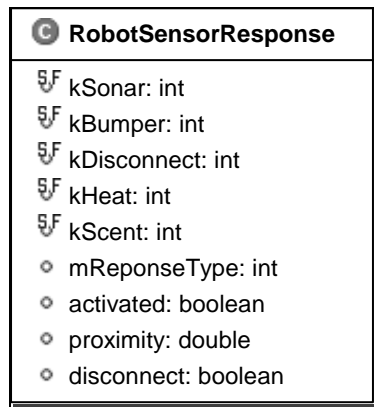 C RobotSensorResponse
S,F kSonar: int
S,F kBumper: int
S,F kDisconnect: int
S,F kHeat: int
S,F kScent: int
mReponseType: int
activated: boolean
proximity: double
disconnect: boolean